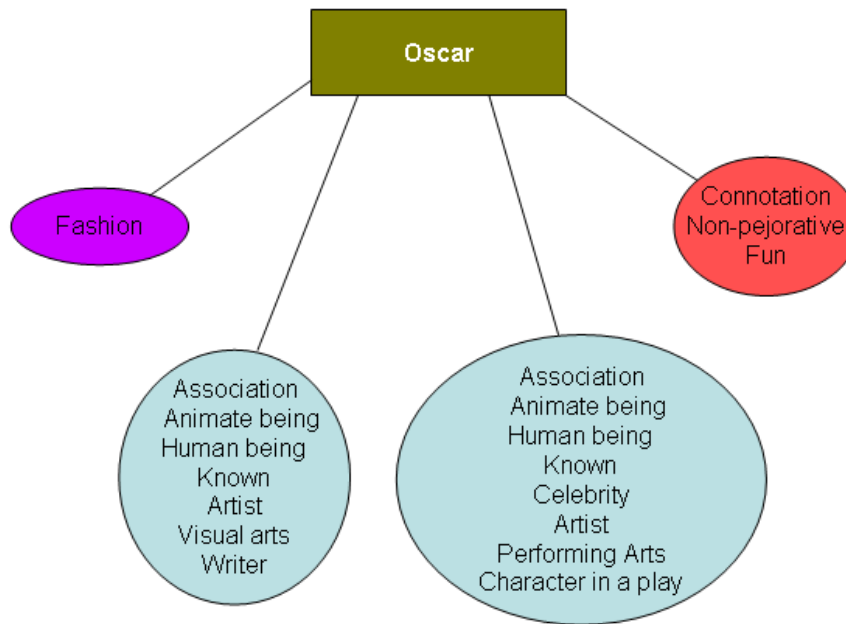 Oscar
Fashion
Connotation
Non-pejorative
Fun
Association
Animate being
Human being
Known
Artist
Visual arts
Writer
Association
Animate being
Human being
Known
Celebrity
Artist
Performing Arts
Character in a play